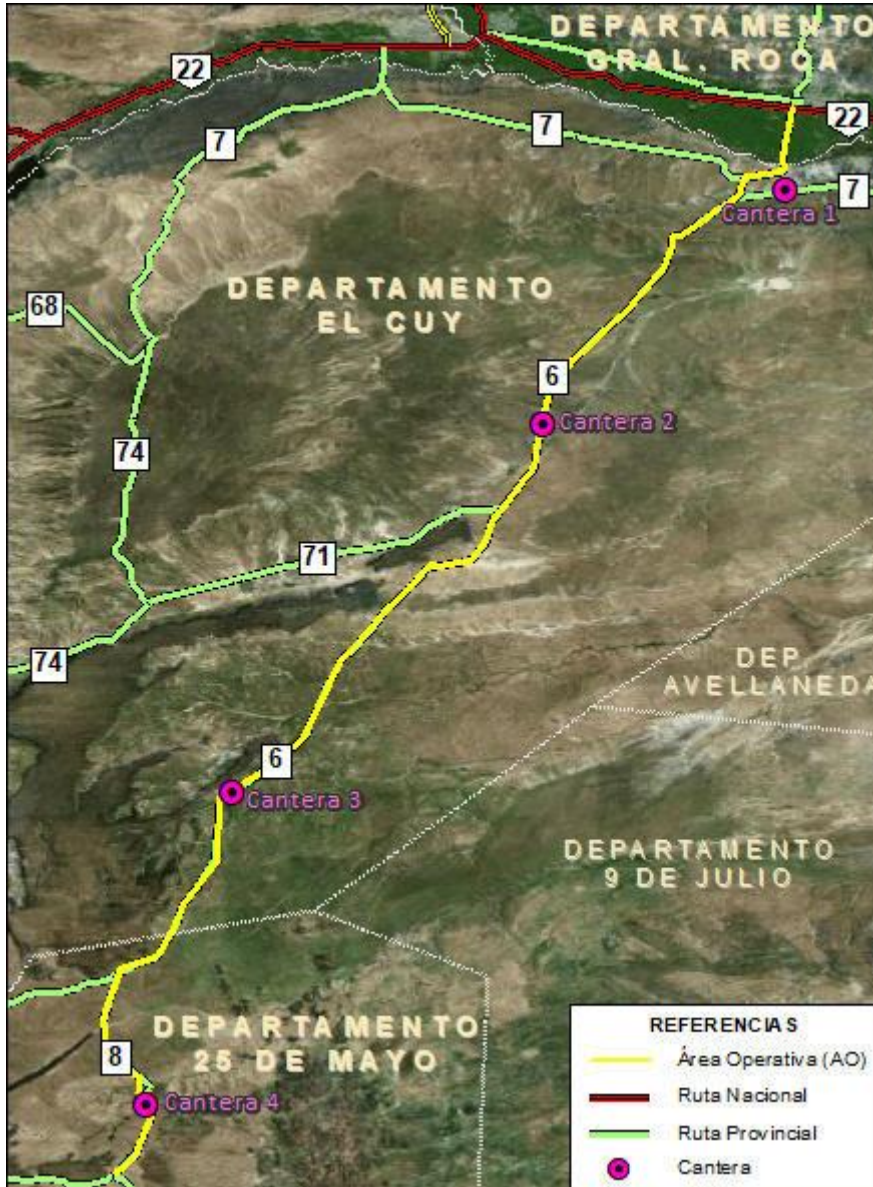 DEPARTAMENTO
GRAL. ROCA
22
22
7
7
7
Cantera 1
DEPARTAMENTO
EL CUY
68
6
Cantera 2
74
71
74
DEP.
AVELLANEDA
6
Cantera 3
DEPARTAMENTO
9 DE JULIO
DEPARTAMENTO
25 DE MAYO
8
Cantera 4
REFERENCIAS
Área Operativa (AO)
Ruta Nacional
Ruta Provincial
Cantera